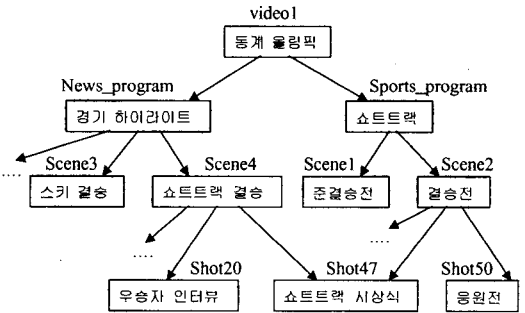 video1
동계 올림픽
News_program Sports_program
경기 하이라이트 쇼트트랙
Scene3 Scene4 Scene1 Scene2
.... 스키 결승 쇼트트랙 결승 준결승전 결승전
.... ....
Shot20 Shot47 Shot50
우승자 인터뷰 쇼트트랙 시상식 응원전